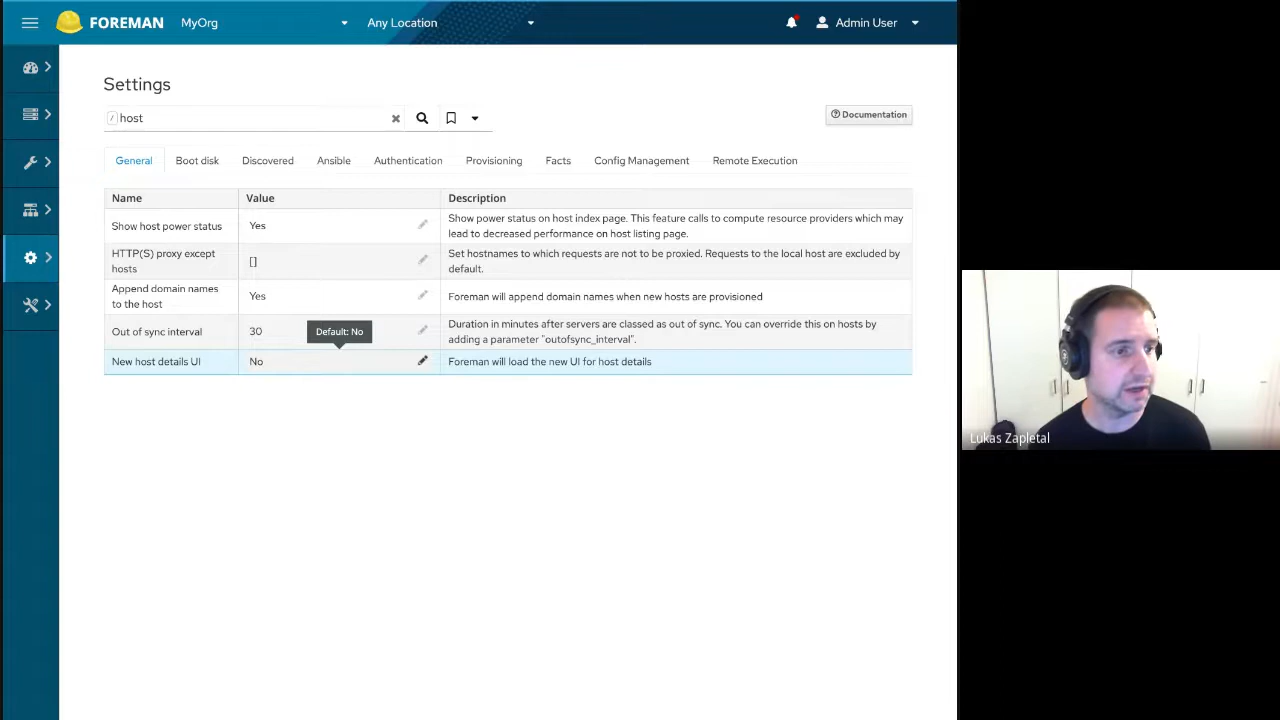 FOREMAN
MyOrg
Any Location
Admin User
Settings
/ host
Documentation
General
Boot disk
Discovered
Ansible
Authentication
Provisioning
Facts
Config Management
Remote Execution
Name
Value
Description
Show host power status
Yes
Show power status on host index page. This feature calls to compute resource providers which may
lead to decreased performance on host listing page.
HTTP(S) proxy except
hosts
[]
Set hostnames to which requests are not to be proxied. Requests to the local host are excluded by
default.
Append domain names
to the host
Yes
Foreman will append domain names when new hosts are provisioned
Out of sync interval
30
Default: No
Duration in minutes after servers are classed as out of sync. You can override this on hosts by
adding a parameter "outofsync_interval".
New host details UI
No
Foreman will load the new UI for host details
Lukas Zapletal